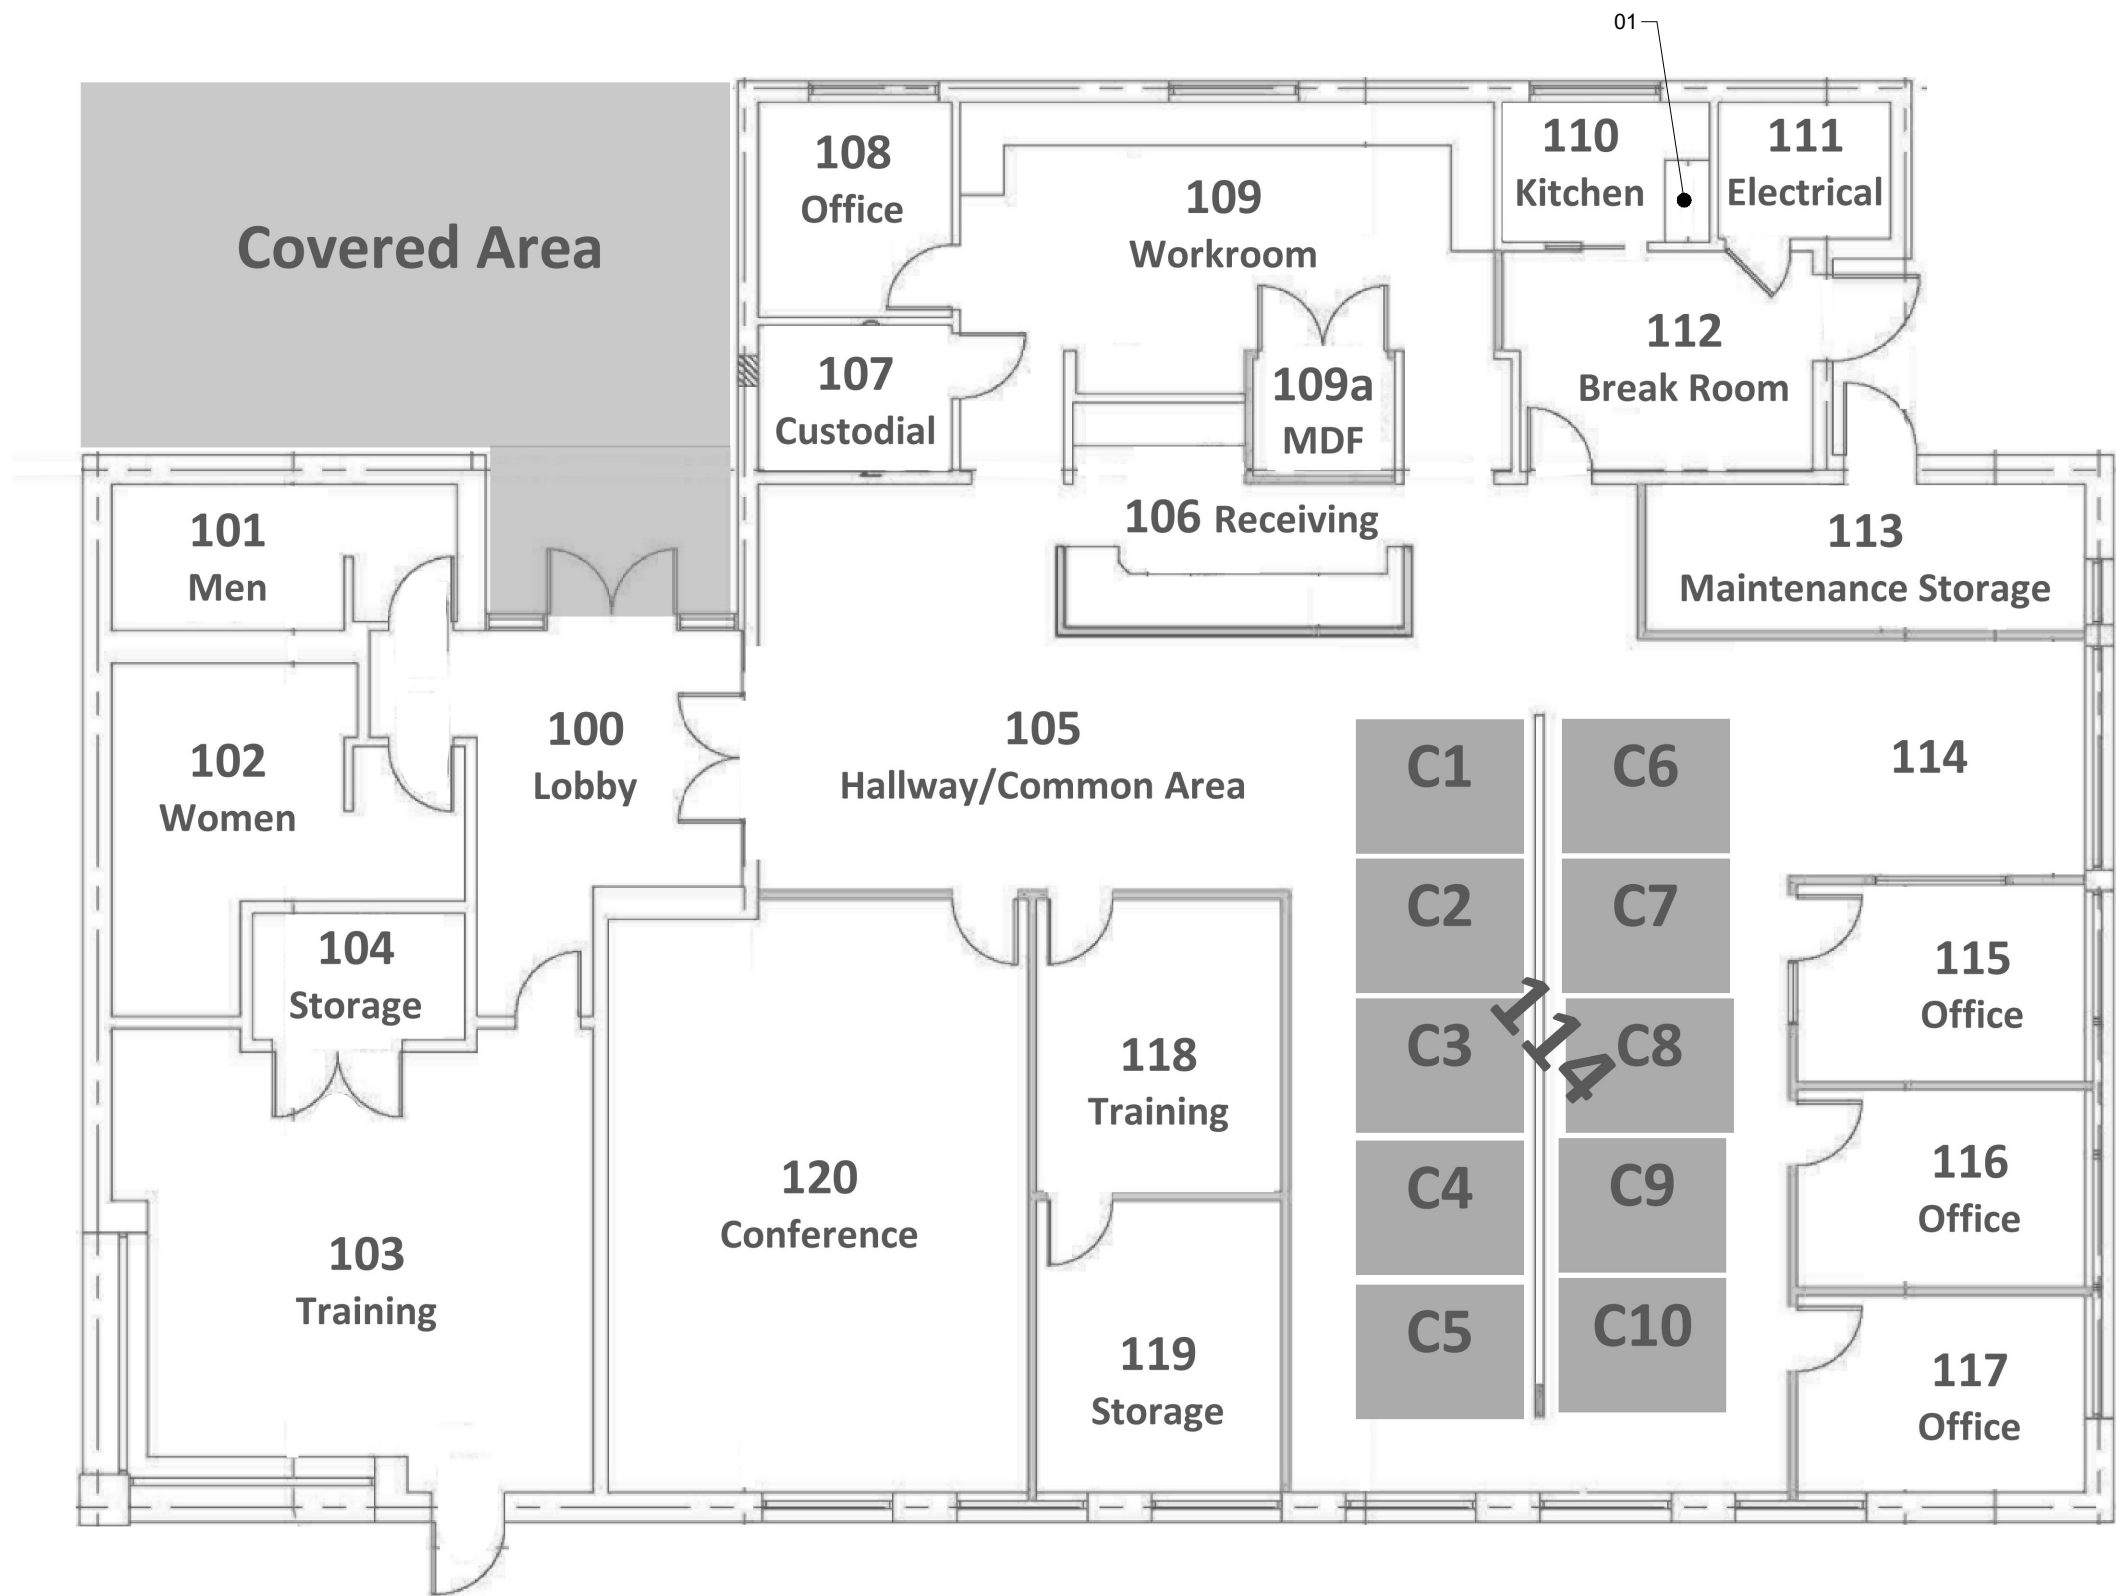 01
Covered Area
108
Office
109
Workroom
110
Kitchen
111
Electrical
107
Custodial
109a
MDF
112
Break Room
106 Receiving
101
Men
113
Maintenance Storage
102
Women
100
Lobby
105
Hallway/Common Area
C1
C6
114
C2
C7
104
Storage
115
Office
114
C3
C8
118
Training
C4
C9
116
Office
120
Conference
103
Training
C5
C10
119
Storage
117
Office